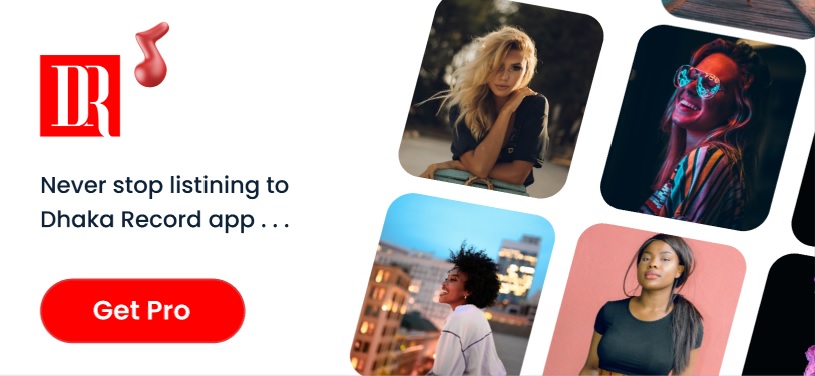 DR
Never stop listining to
Dhaka Record app . . .
Get Pro